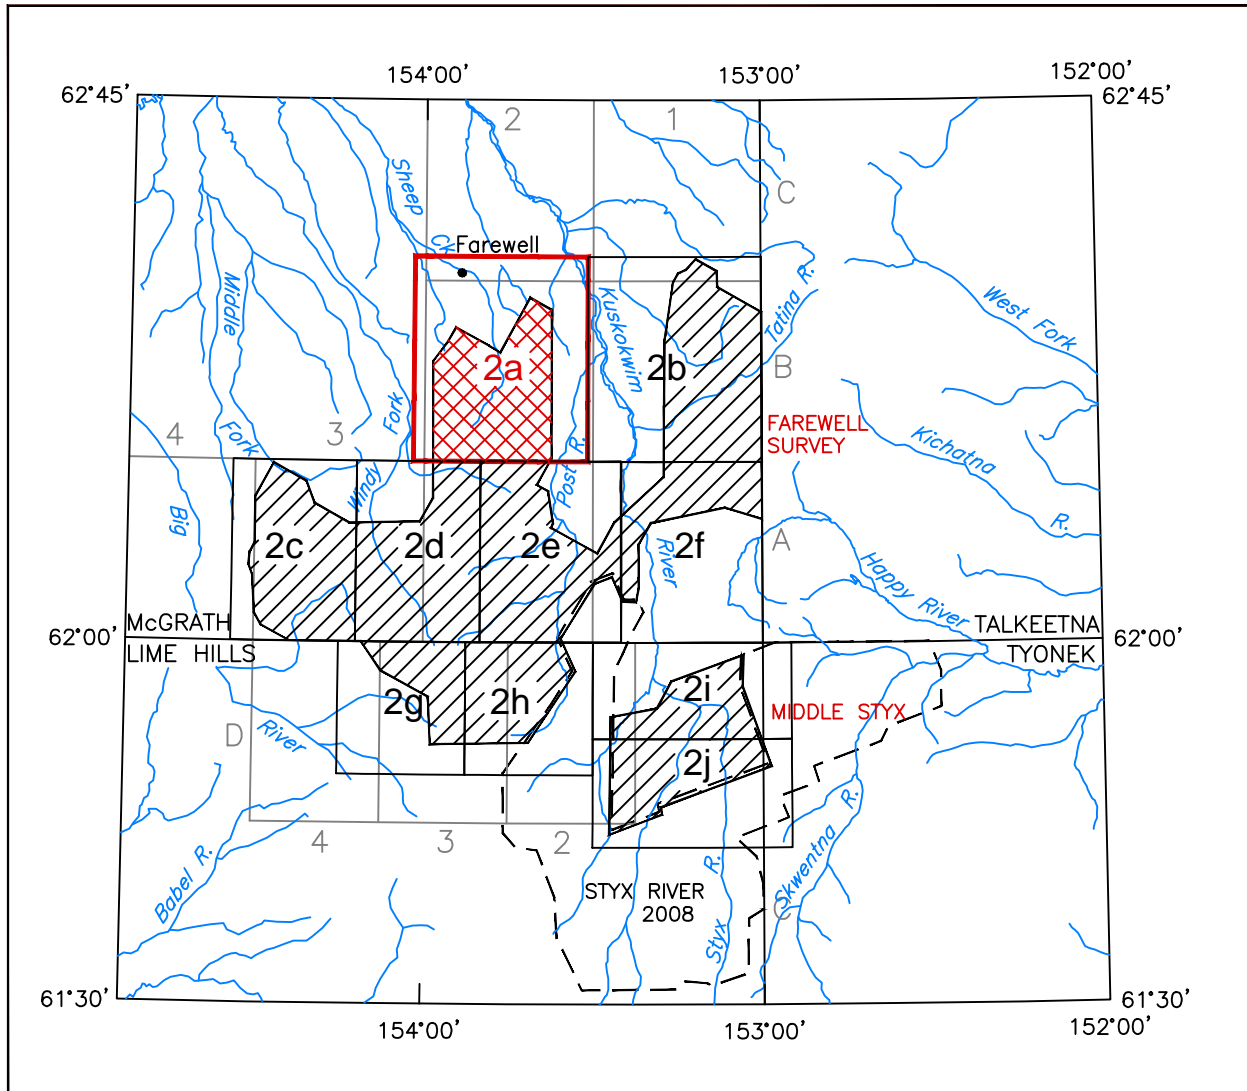 154°00'
153°00'
152°00'
62°45'
62°45'
2
1
Sheep
Ck
C
Farewell
Middle
Fork
Kuskokwim
Tatina R.
West Fork
2a
2b
B
4
3
Fork
FAREWELL
SURVEY
Kichatna
R.
Windy
Post R.
Big
2c
2d
2e
2f
A
River
Happy River
McGRATH
TALKEETNA
62°00'
62°00'
LIME HILLS
TYONEK
2g
2h
2i
MIDDLE STYX
D
River
2j
4
3
2
Babel R.
R.
Skwentna
R.
STYX RIVER
2008
C
Styx
61°30'
61°30'
154°00'
153°00'
152°00'